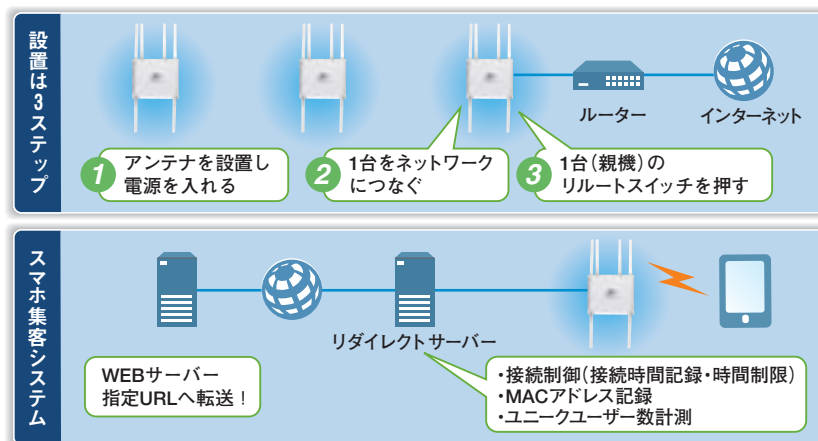 設置は3ステップ
ルーター
インターネット
1
アンテナを設置し
電源を入れる
2
1台をネットワーク
につなぐ
3
1台(親機)の
リルートスイッチを押す
スマホ集客システム
リダイレクトサーバー
WEBサーバー
指定URLへ転送!
・接続制御(接続時間記録・時間制限)
・MACアドレス記録
・ユニークユーザー数計測